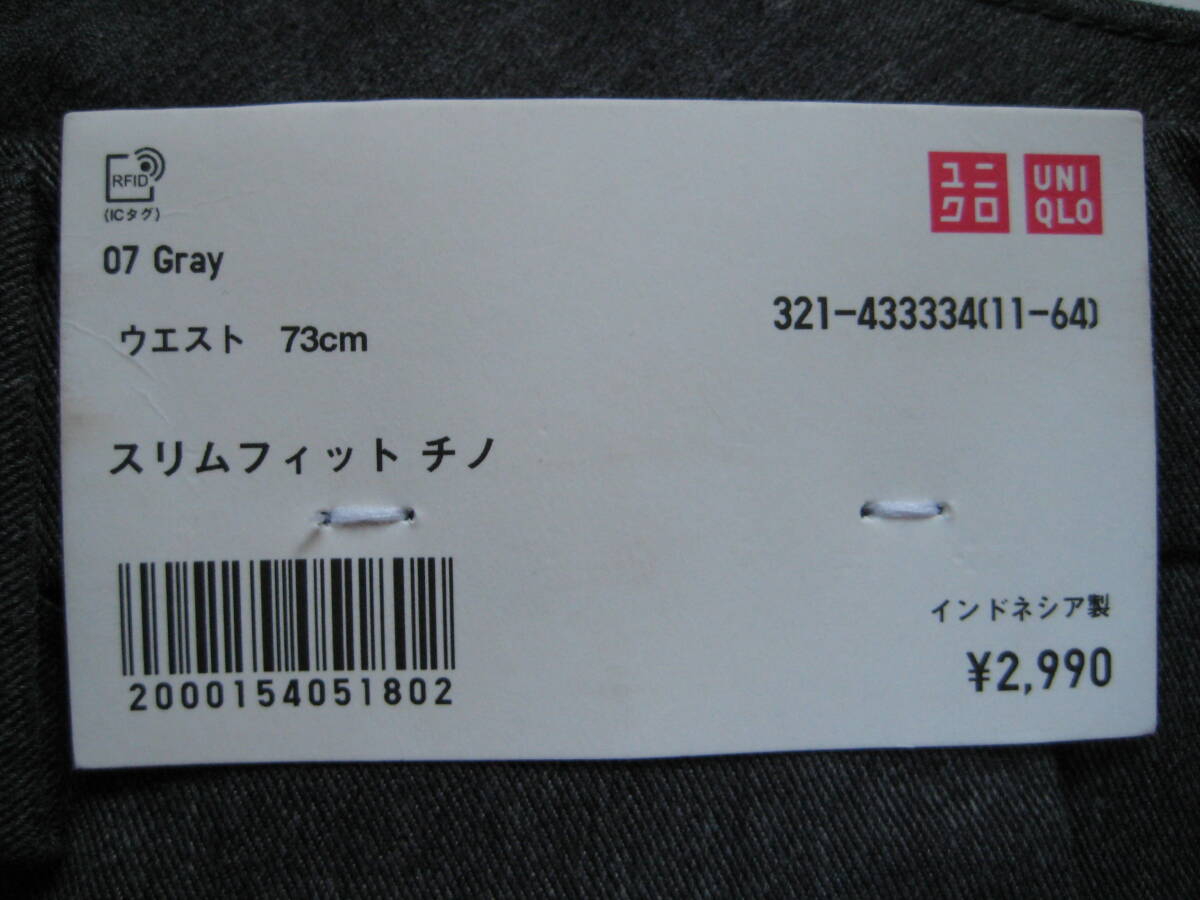 RFID
(ICタグ)
ユニ
クロ
UNI
QLO
07 Gray
321-433334(11-64)
ウエスト 73cm
スリムフィット チノ
2000154051802
インドネシア製
¥2,990